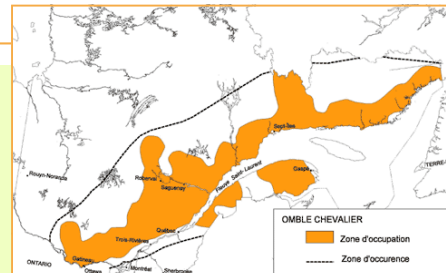 Sept-Îles
Rouyn-Noranda
Roberval
Saguenay
Fleuve Saint-Laurent
Gaspé
TERRE
Québec
Trois-Rivières
Gatineau
ONTARIO
Ottawa
Montréal
Sherbrooke
OMBLE CHEVALIER
Zone d'occupation
Zone d'occurence